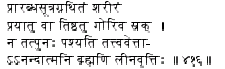 प्रारब्धसूत्रग्रथितं शरीरं
प्रयातु वा तिष्ठतु गोरिव स्रक् ।
न तत्पुनः पश्यति तत्त्ववेत्ता-
ऽऽनन्दात्मनि ब्रह्मणि लीनवृत्तिः ॥ ४१६॥